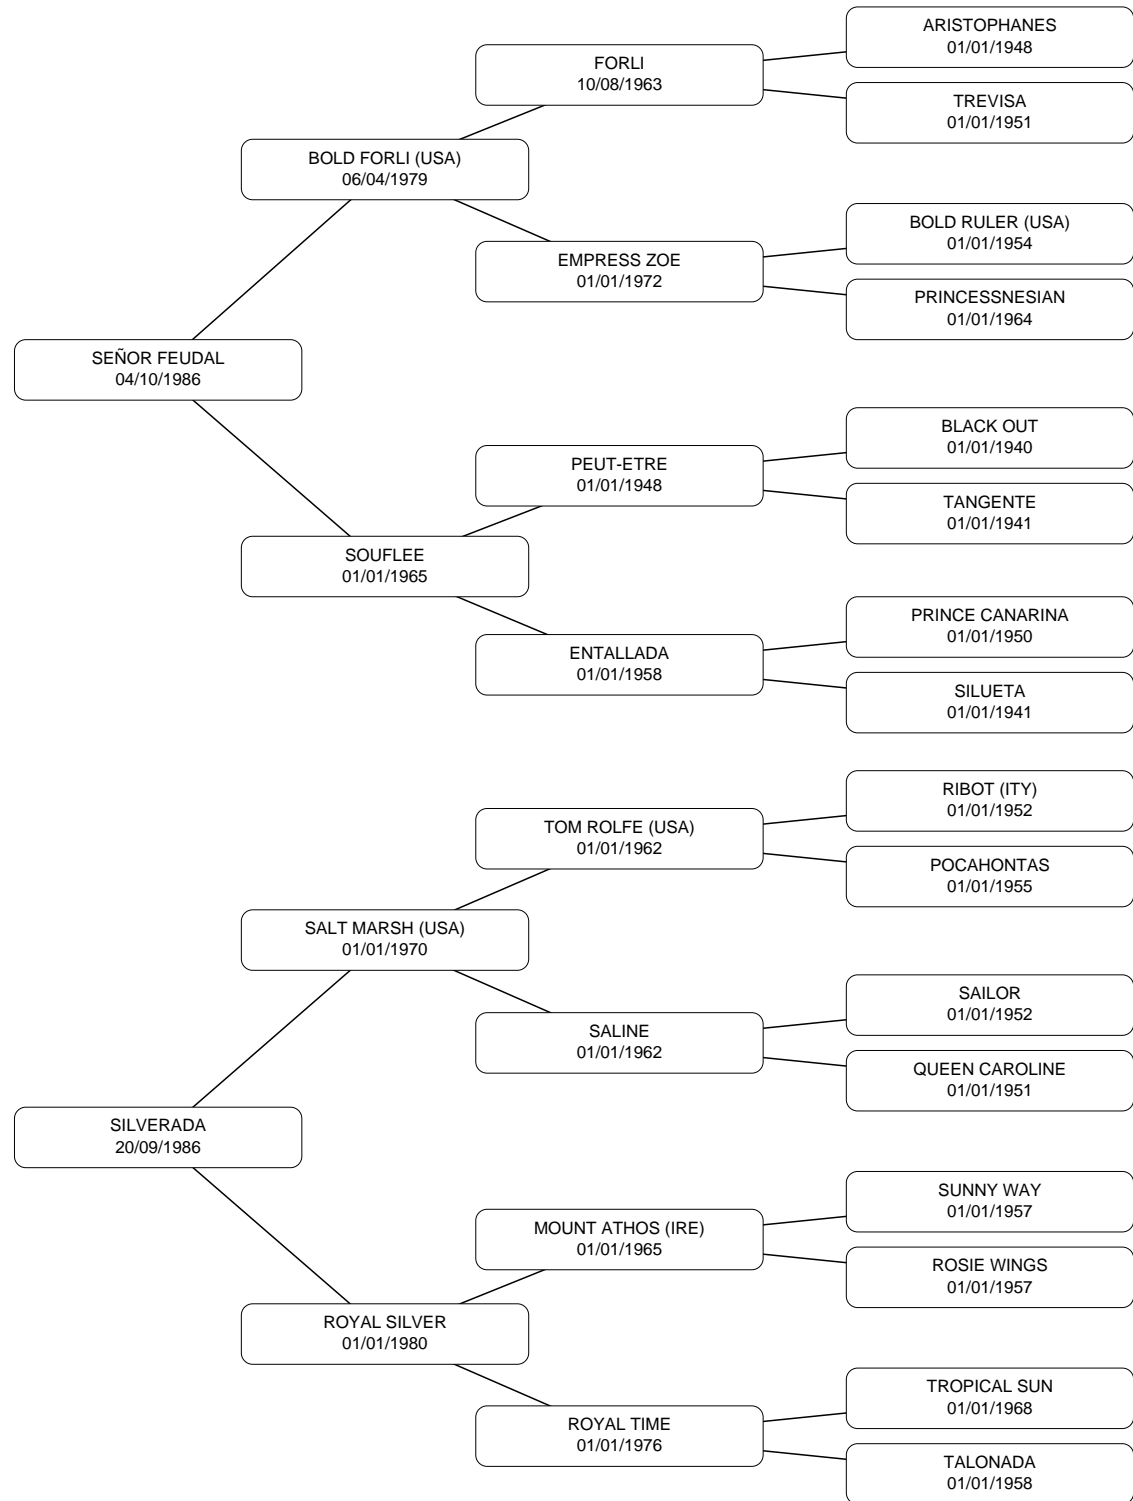 ARISTOPHANES
01/01/1948
FORLI
10/08/1963
TREVISA
01/01/1951
BOLD FORLI (USA)
06/04/1979
BOLD RULER (USA)
01/01/1954
EMPRESS ZOE
01/01/1972
PRINCESSNESIAN
01/01/1964
SEÑOR FEUDAL
04/10/1986
BLACK OUT
01/01/1940
PEUT-ETRE
01/01/1948
TANGENTE
01/01/1941
SOUFLEE
01/01/1965
PRINCE CANARINA
01/01/1950
ENTALLADA
01/01/1958
SILUETA
01/01/1941
RIBOT (ITY)
01/01/1952
TOM ROLFE (USA)
01/01/1962
POCAHONTAS
01/01/1955
SALT MARSH (USA)
01/01/1970
SAILOR
01/01/1952
SALINE
01/01/1962
QUEEN CAROLINE
01/01/1951
SILVERADA
20/09/1986
SUNNY WAY
01/01/1957
MOUNT ATHOS (IRE)
01/01/1965
ROSIE WINGS
01/01/1957
ROYAL SILVER
01/01/1980
TROPICAL SUN
01/01/1968
ROYAL TIME
01/01/1976
TALONADA
01/01/1958